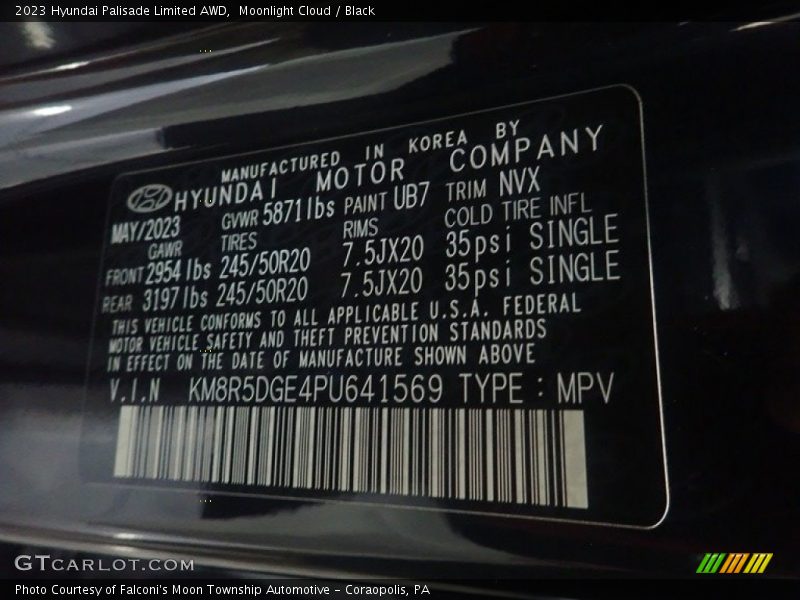 2023 Hyundai Palisade Limited AWD,  Moonlight Cloud / Black
MANUFACTURED IN KOREA BY
HYUNDAI MOTOR COMPANY
MAY/2023 GVWR 5871lbs PAINT UB7 TRIM NVX
GAWR TIRES RIMS COLD TIRE INFL
FRONT 2954 lbs 245/50R20 7.5JX20 35psi SINGLE
REAR 3197lbs 245/50R20 7.5JX20 35psi SINGLE
THIS VEHICLE CONFORMS TO ALL APPLICABLE U.S.A. FEDERAL
MOTOR VEHICLE SAFETY AND THEFT PREVENTION STANDARDS
IN EFFECT ON THE DATE OF MANUFACTURE SHOWN ABOVE
V.I.N KM8R5DGE4PU641569 TYPE : MPV
GTCARLOT.COM
Photo Courtesy of Falconi's Moon Township Automotive - Coraopolis, PA